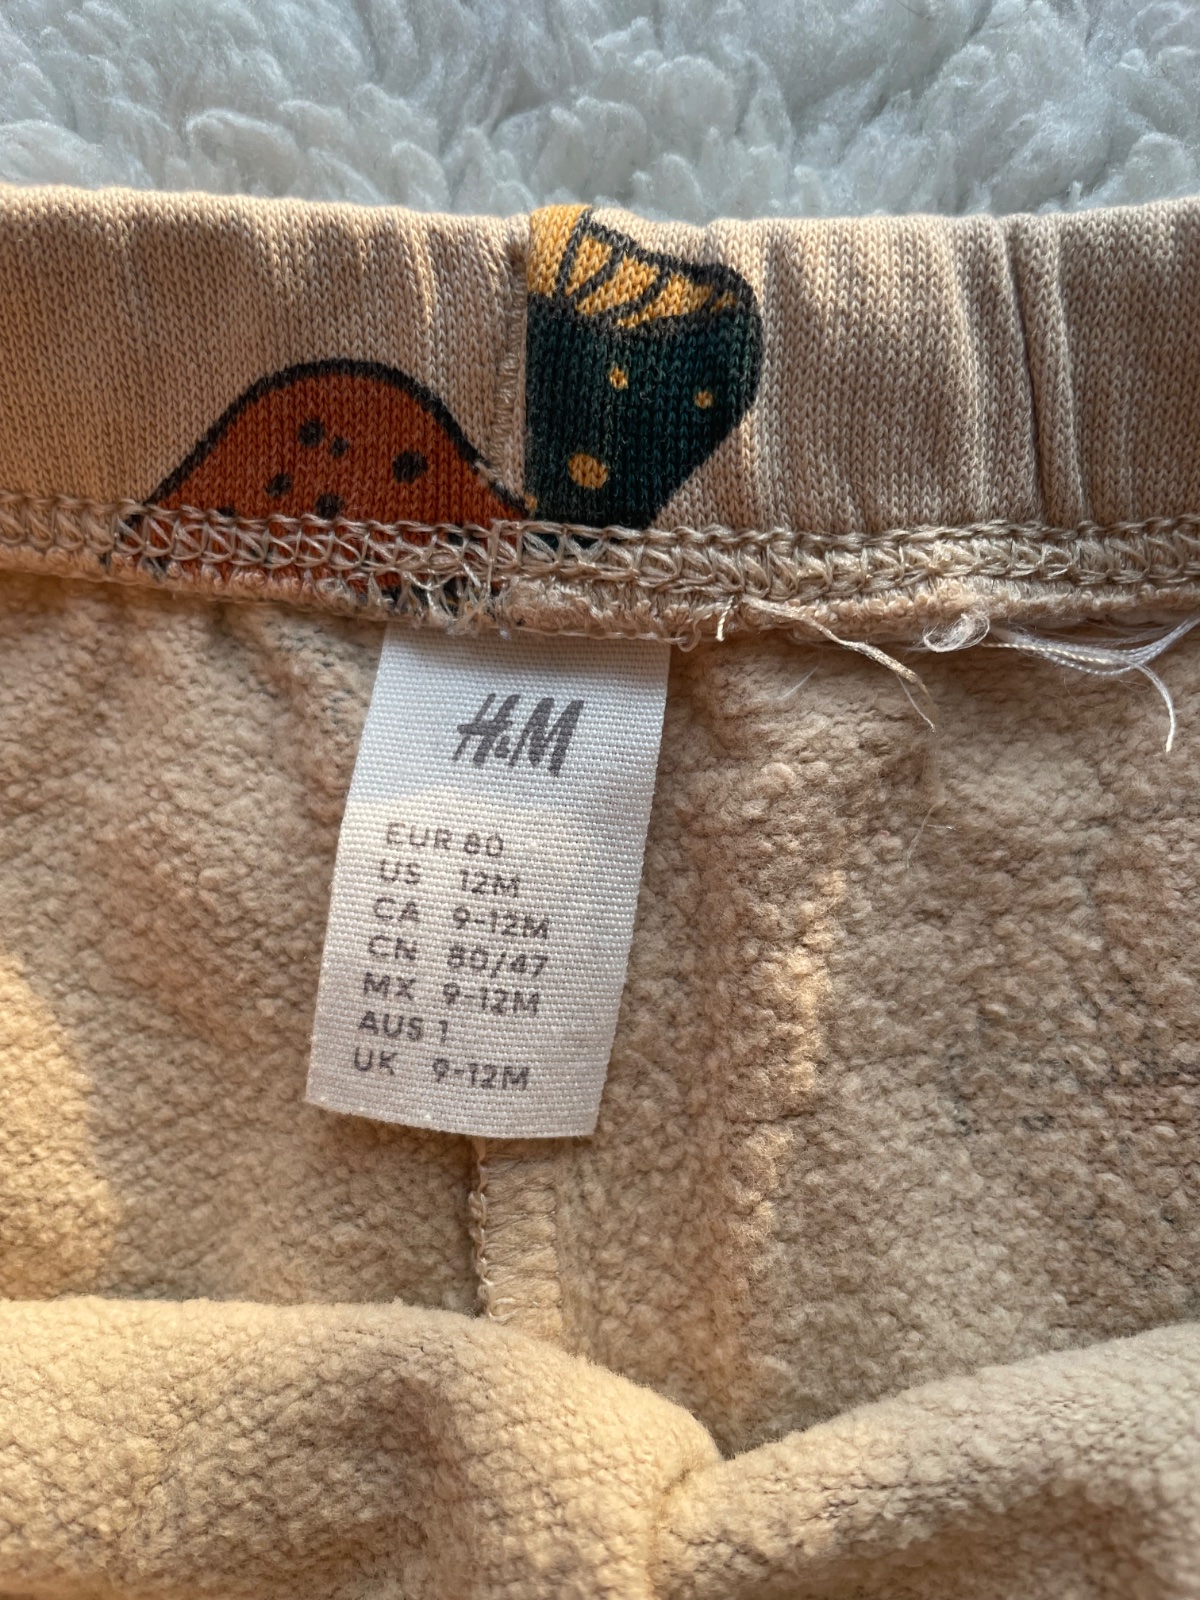 H&M
EUR 80
US 12M
CA 9-12M
CN 80/47
MX 9-12M
AUS 1
UK 9-12M